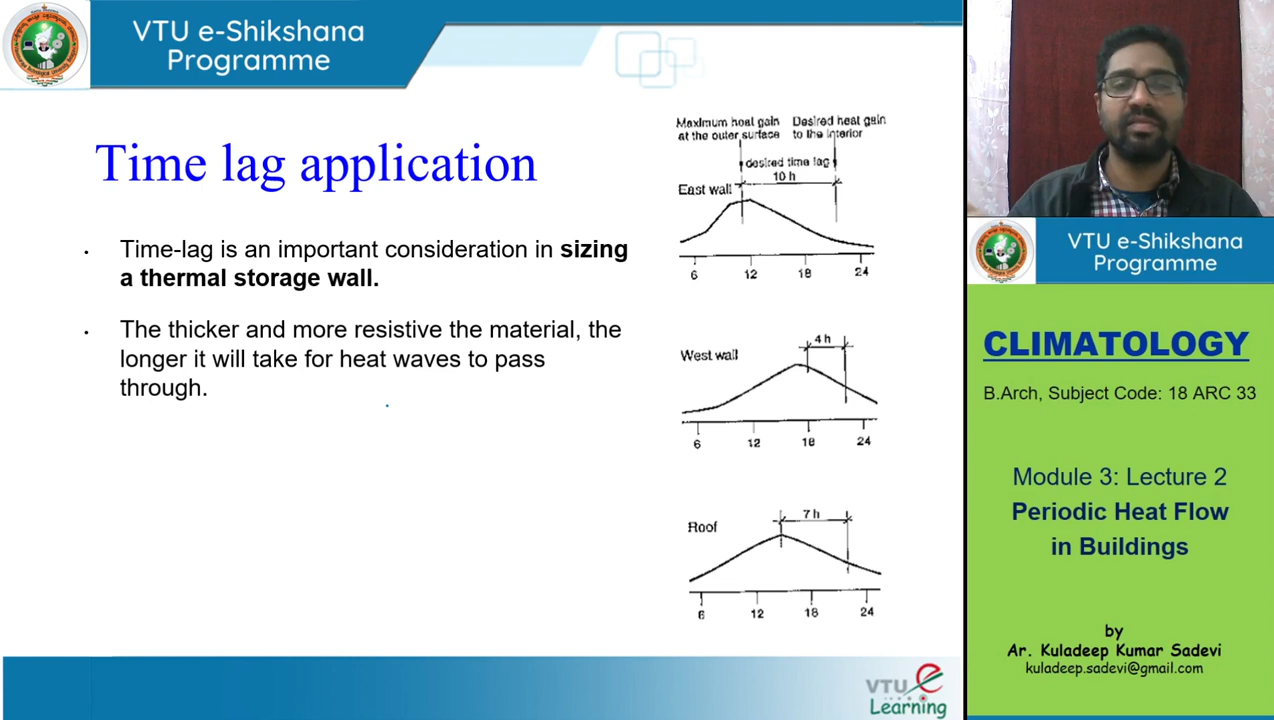 VTU e-Shikshana
Programme
Time lag application
• Time-lag is an important consideration in sizing
a thermal storage wall.
• The thicker and more resistive the material, the
longer it will take for heat waves to pass
through.
Maximum heat gain
at the outer surface
Desired heat gain
to the interior
desired time lag
10 h
East wall
6 12 18 24
4 h
West wall
6 12 18 24
7 h
Roof
6 12 18 24
VTU e
Learning
VTU e-Shikshana
Programme
CLIMATOLOGY
B.Arch, Subject Code: 18 ARC 33
Module 3: Lecture 2
Periodic Heat Flow
in Buildings
by
Ar. Kuladeep Kumar Sadevi
kuladeep.sadevi@gmail.com